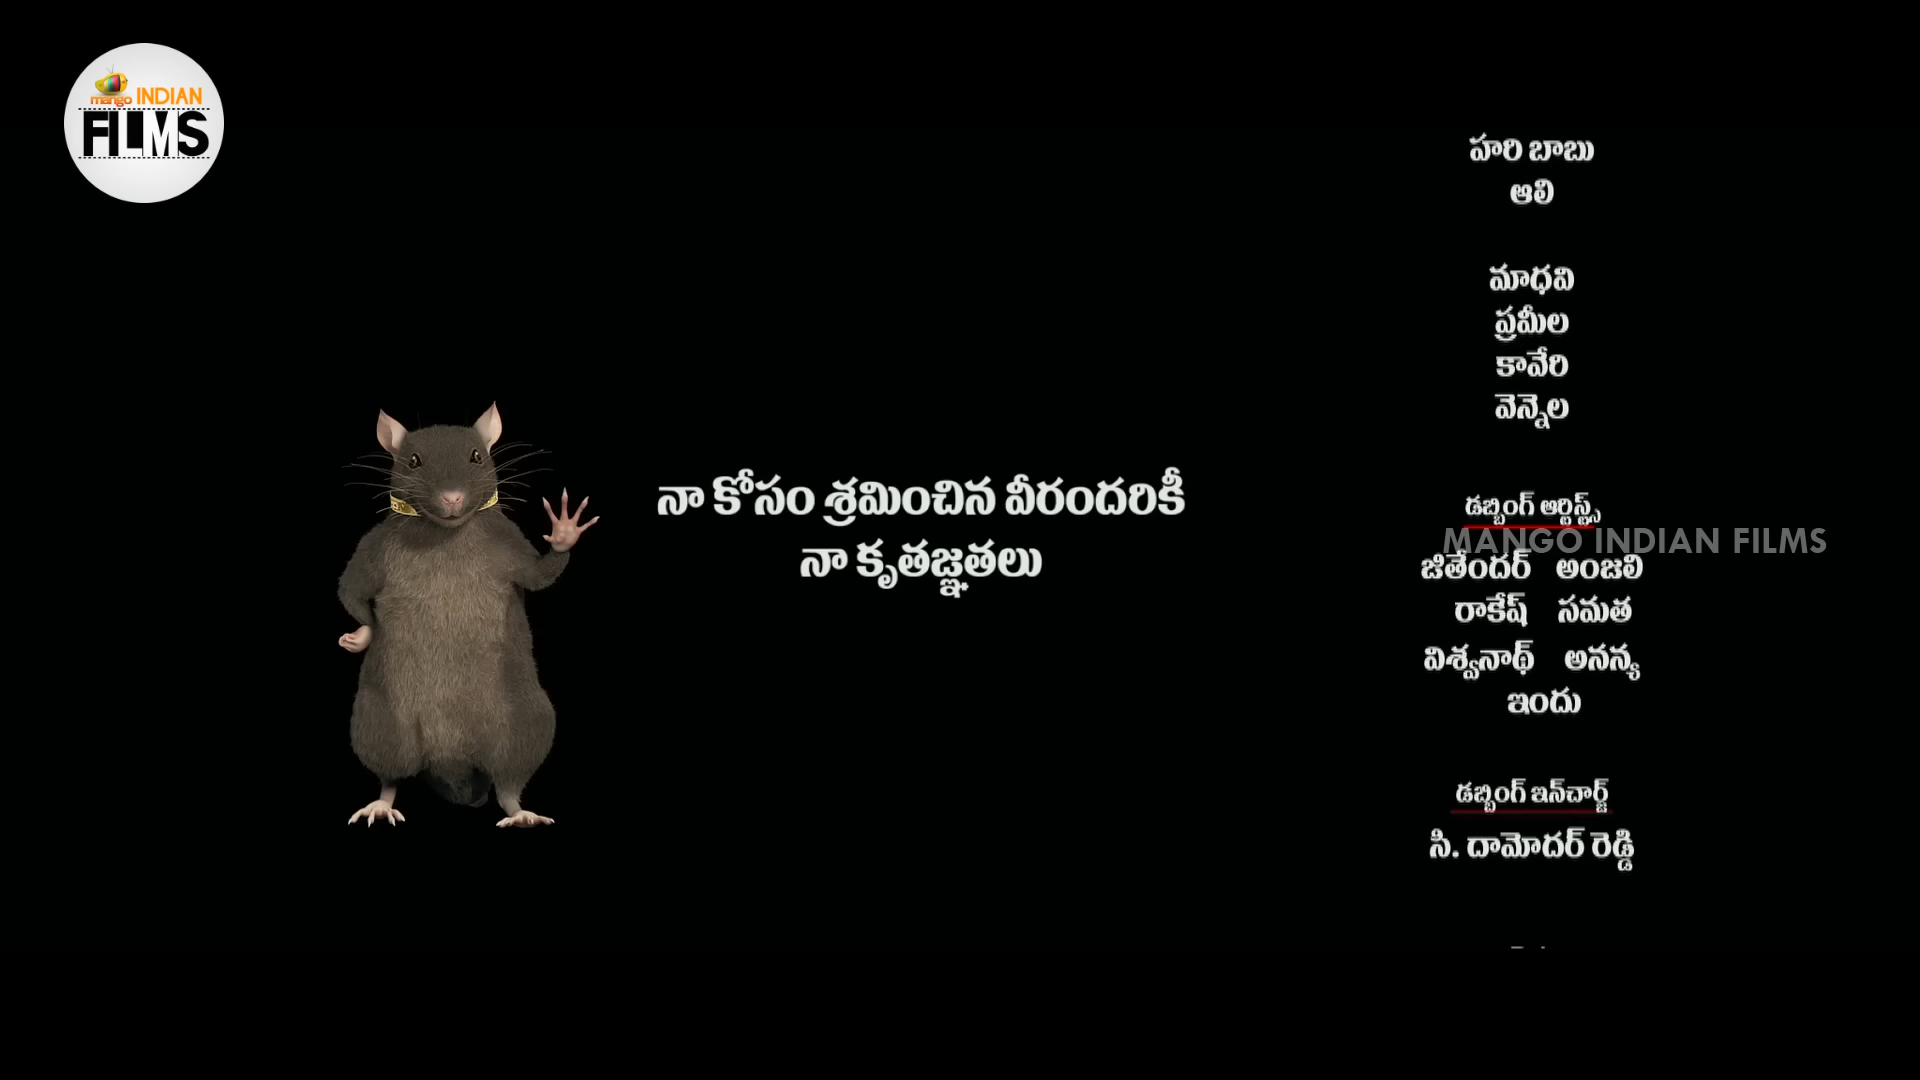 mango INDIAN
FILMS
హరి బాబు
ఆలి
మాధవి
ప్రమీల
కావేరి
వెన్నెల
నా కోసం శ్రమించిన వీరందరికీ
నా కృతజ్ఞతలు
డబ్బింగ్ ఆర్టిస్ట్స్
MANGO INDIAN FILMS
జితేందర్ అంజలి
రాకేష్ సమత
విశ్వనాథ్ అనన్య
ఇందు
డబ్బింగ్ ఇన్‌చార్జ్
సి. దామోదర్ రెడ్డి